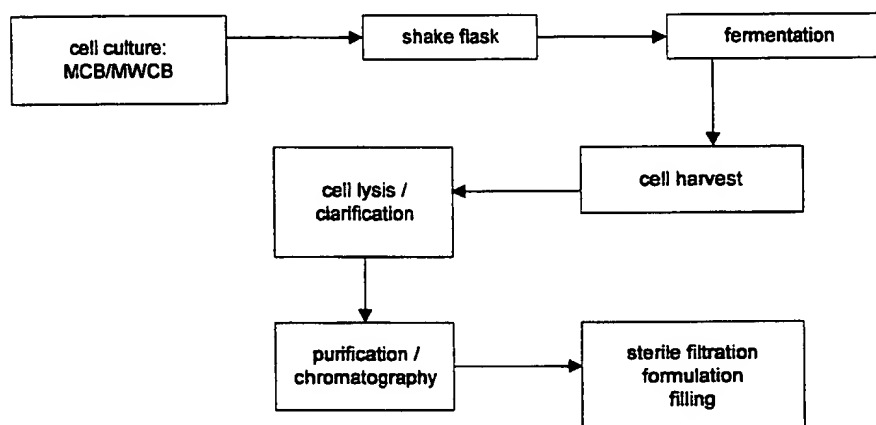 cell culture:
MCB/MWCB
shake flask
fermentation
cell harvest
cell lysis /
clarification
purification /
chromatography
sterile filtration
formulation
filling